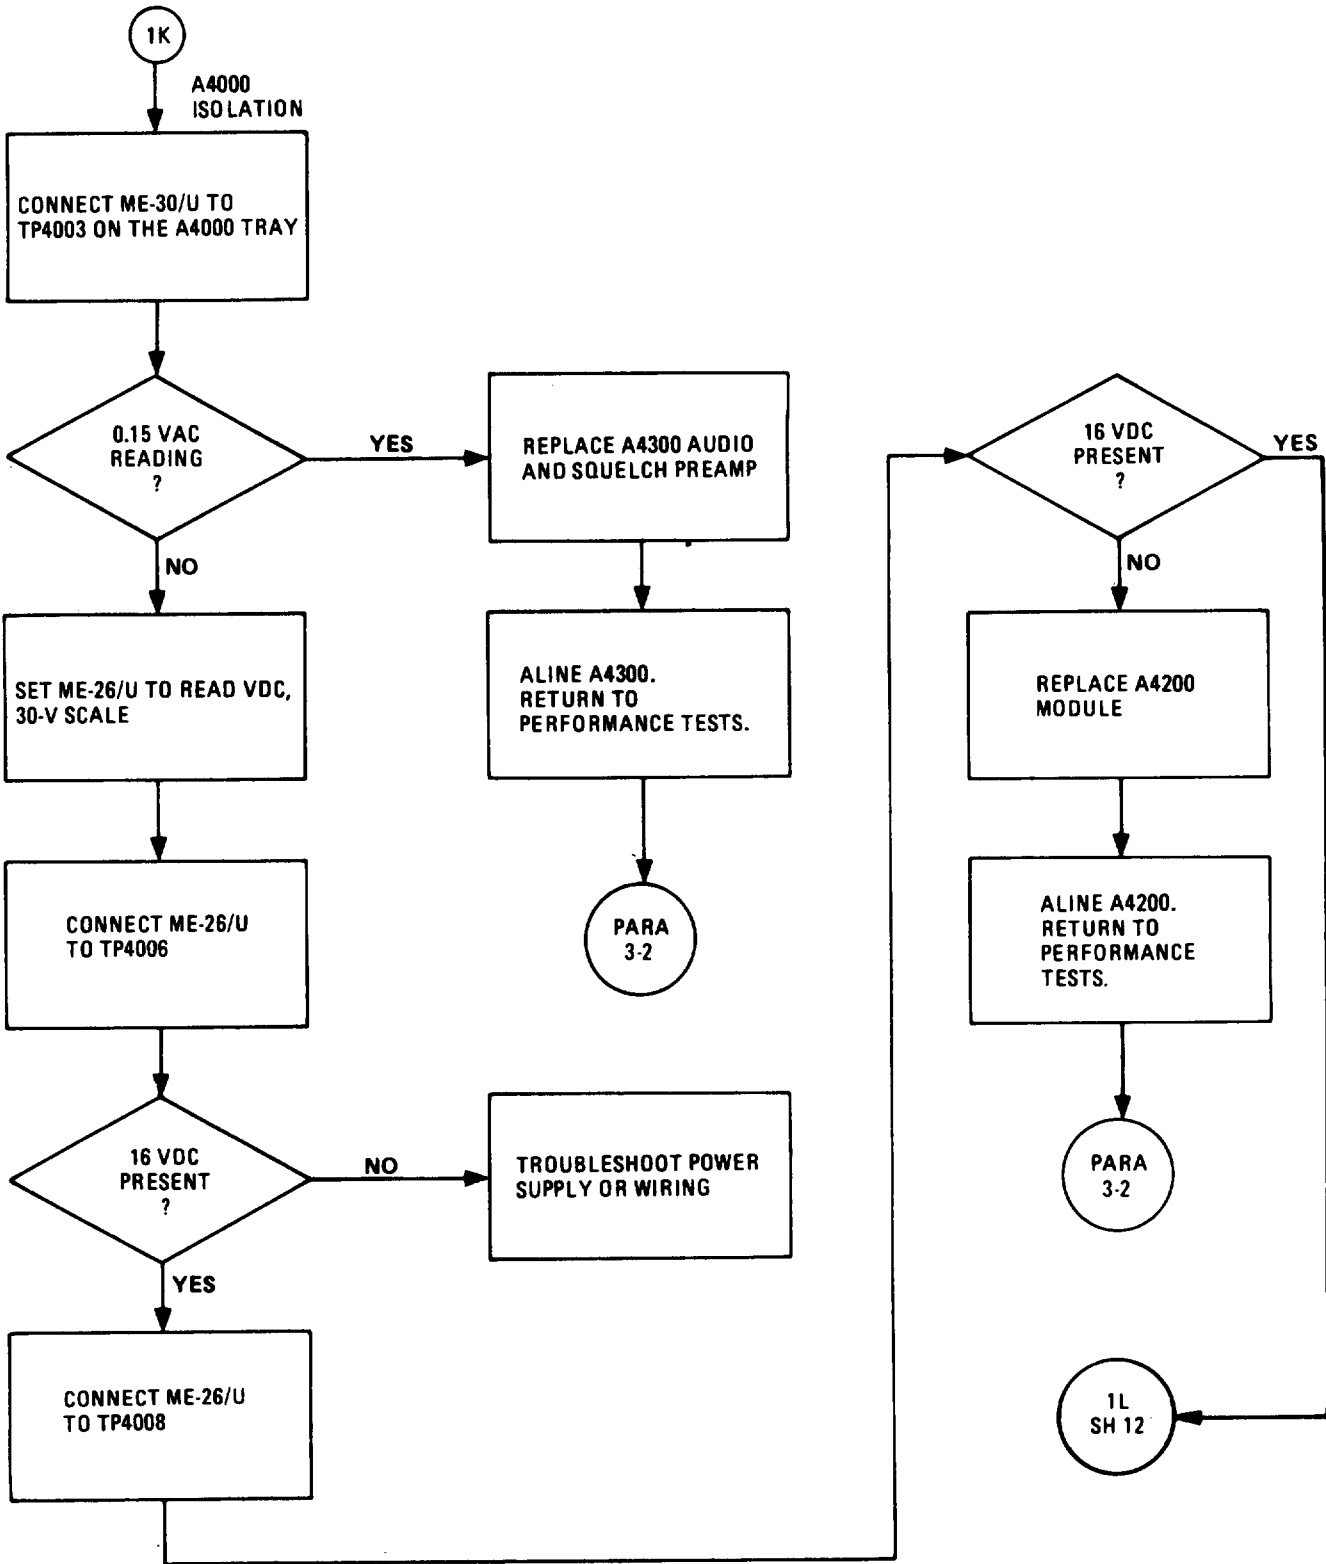 1K
A4000
ISOLATION
CONNECT ME-30/U TO
TP4003 ON THE A4000 TRAY
0.15 VAC
READING
?
YES
REPLACE A4300 AUDIO
AND SQUELCH PREAMP
NO
ALINE A4300.
RETURN TO
PERFORMANCE TESTS.
PARA
3-2
SET ME-26/U TO READ VDC,
30-V SCALE
CONNECT ME-26/U
TO TP4006
16 VDC
PRESENT
?
NO
TROUBLESHOOT POWER
SUPPLY OR WIRING
YES
CONNECT ME-26/U
TO TP4008
16 VDC
PRESENT
?
YES
NO
REPLACE A4200
MODULE
ALINE A4200.
RETURN TO
PERFORMANCE
TESTS.
PARA
3-2
1L
SH 12